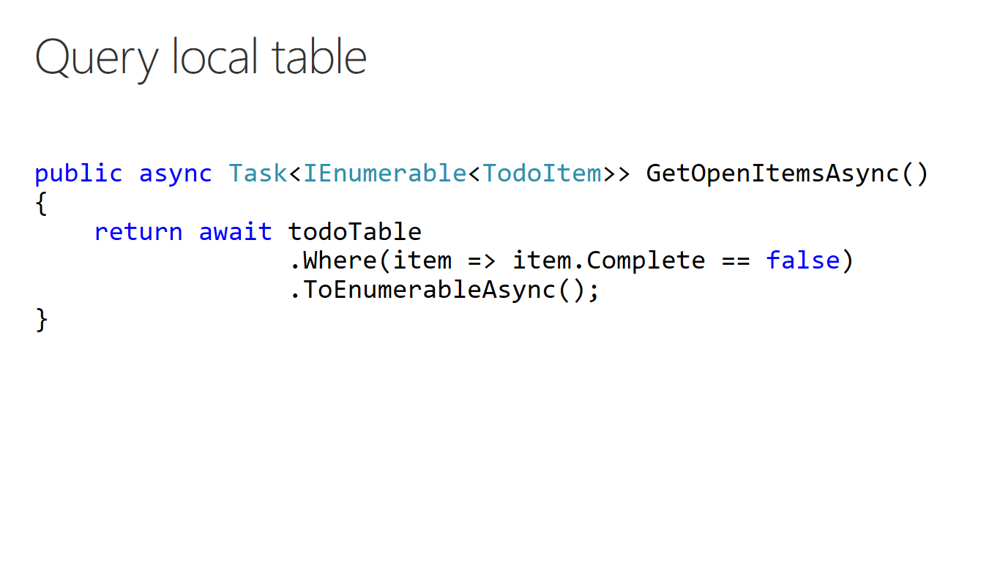 Query local table
public async Task<IEnumerable<TodoItem>> GetOpenItemsAsync()
{
    return await todoTable
                 .Where(item => item.Complete == false)
                 .ToEnumerableAsync();
}